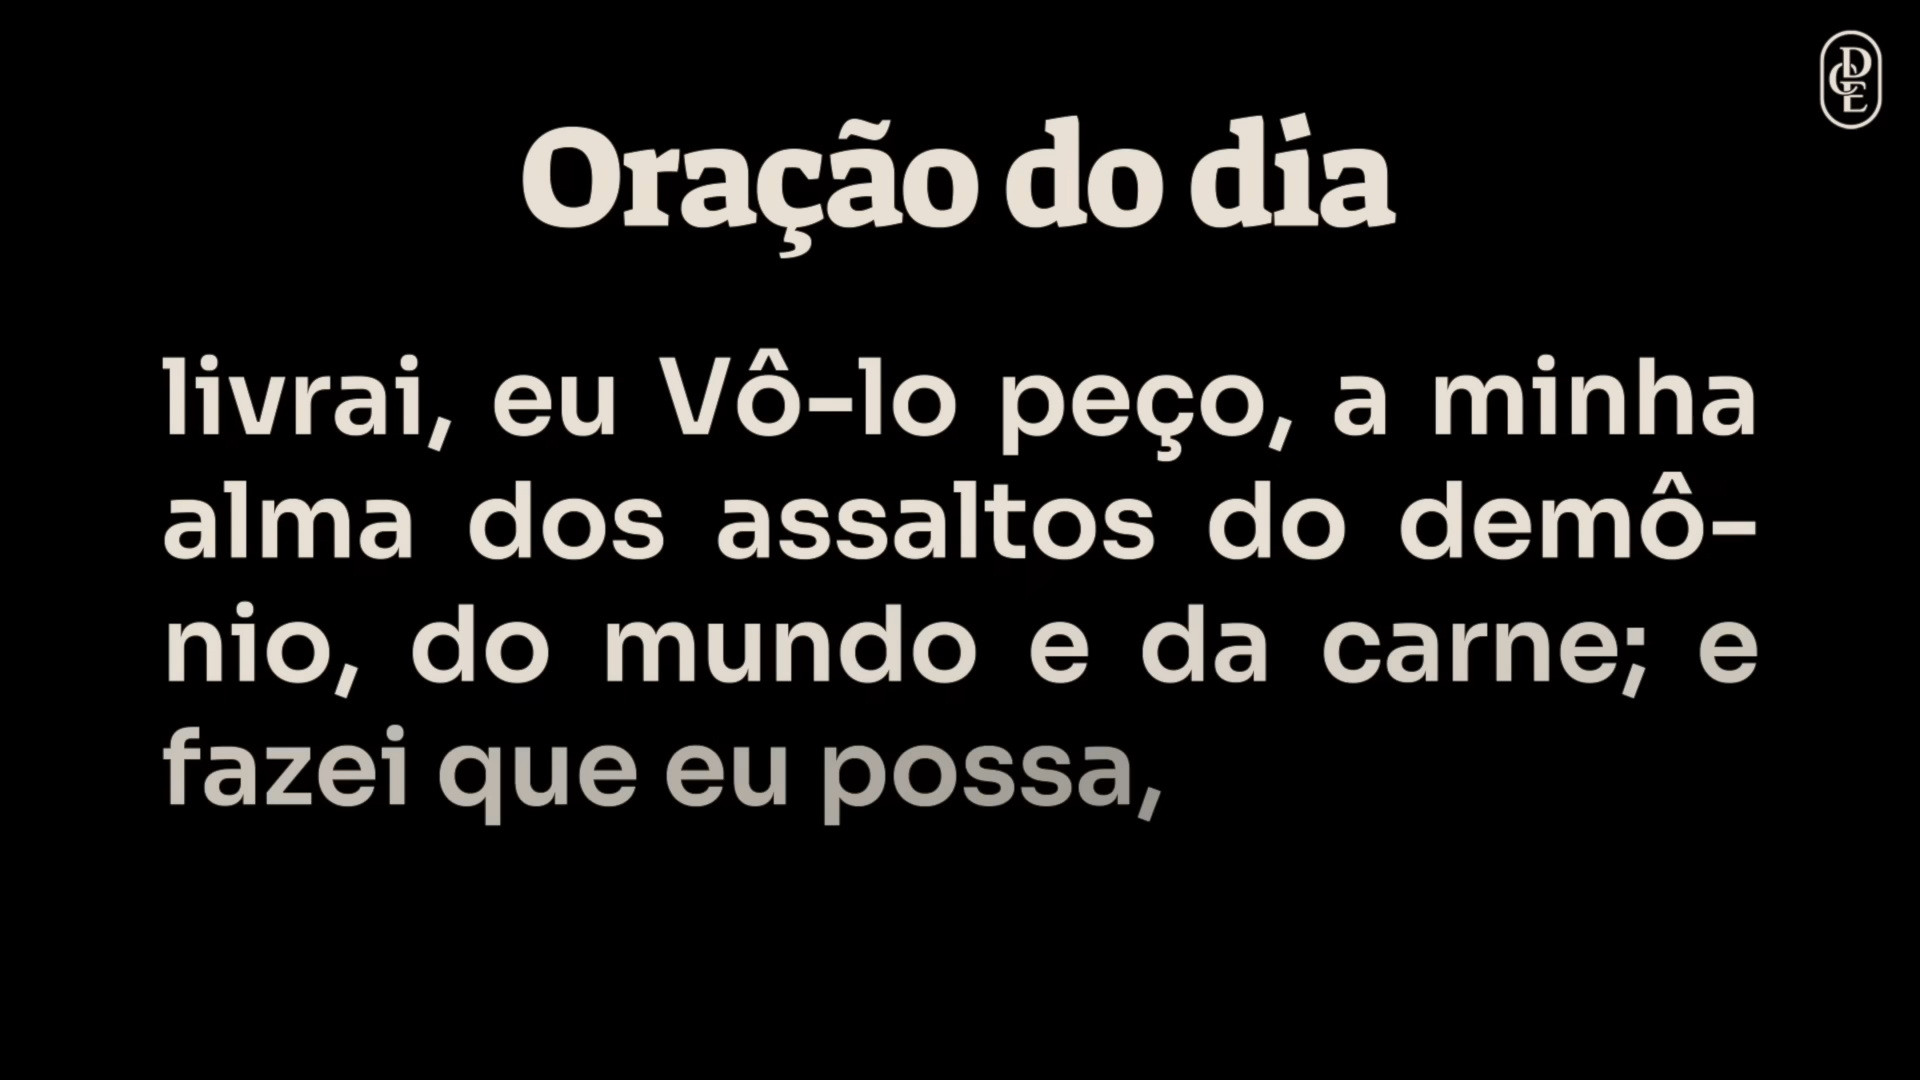 Oração do dia
livrai, eu Vô-lo peço, a minha
alma dos assaltos do demô-
nio, do mundo e da carne; e
fazei que eu possa,